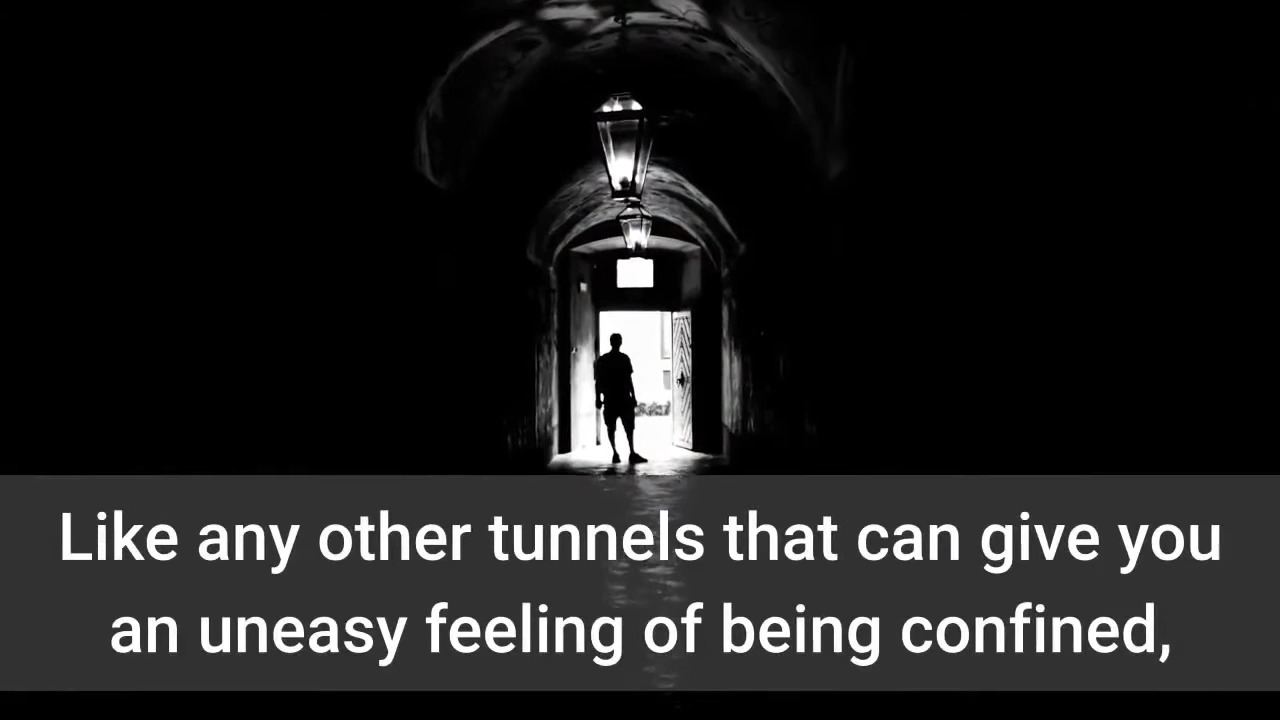 Like any other tunnels that can give you
an uneasy feeling of being confined,